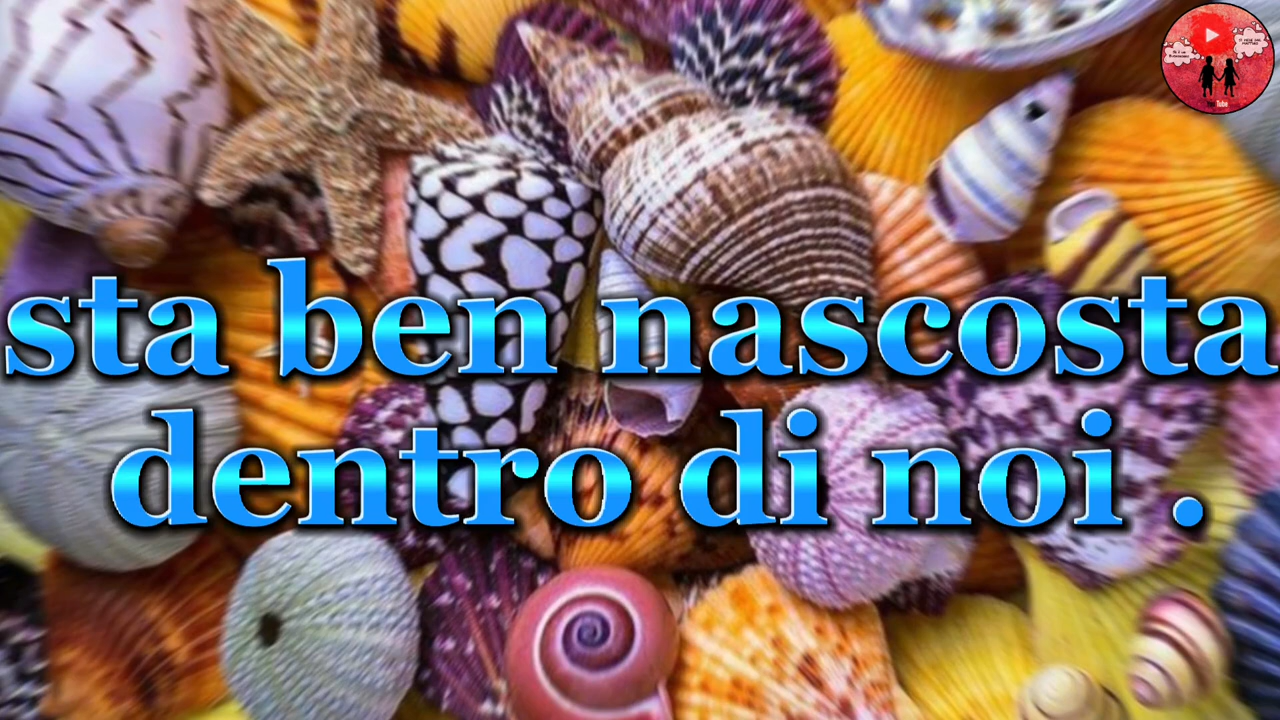 sta ben nascosta
dentro di noi .